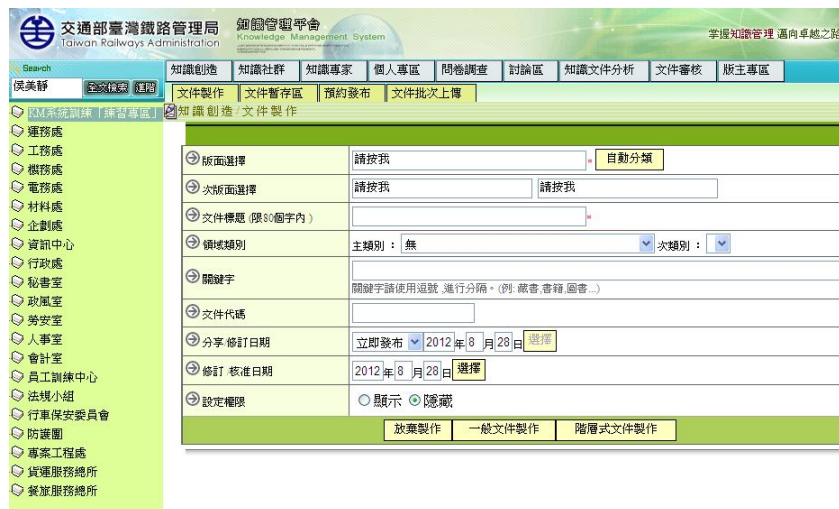 交通部臺灣鐵路管理局
Taiwan Railways Administration
知識管理平台
Knowledge Management System
掌握知識管理 邁向卓越之路
Search
侯美靜 全文檢索 進階
知識創造 知識社群 知識專家 個人專區 問卷調查 討論區 知識文件分析 文件審核 版主專區
文件製作 文件暫存區 預約發布 文件批次上傳
知識創造/文件製作
KM系統訓練「練習專區」
運務處
工務處
機務處
電務處
材料處
企劃處
資訊中心
行政處
秘書室
政風室
勞安室
人事室
會計室
員工訓練中心
法規小組
行車保安委員會
防護團
專案工程處
貨運服務總所
餐旅服務總所
版面選擇 請按我 * 自動分類
次版面選擇 請按我 請按我
文件標題 (限80個字內) *
領域類別 主類別： 無 次類別：
關鍵字
關鍵字請使用逗號,進行分隔。(例: 藏書,書籍,圖書...)
文件代碼
分享/修訂日期 立即發布 2012 年 8 月 28 日 選擇
修訂/核准日期 2012 年 8 月 28 日 選擇
設定權限 顯示 隱藏
放棄製作 一般文件製作 階層式文件製作